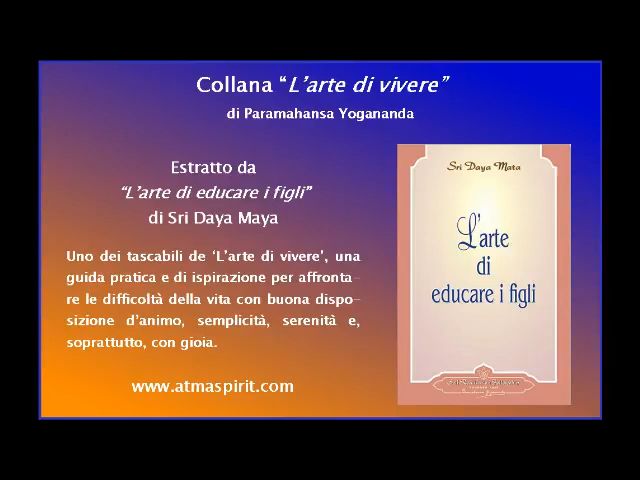 Collana “L’arte di vivere”
di Paramahansa Yogananda
Estratto da
“L’arte di educare i figli”
di Sri Daya Maya
Uno dei tascabili de ‘L’arte di vivere’, una
guida pratica e di ispirazione per affronta-
re le difficoltà della vita con buona dispo-
sizione d’animo, semplicità, serenità e,
soprattutto, con gioia.
www.atmaspirit.com
Sri Daya Mata
L’arte
di
educare i figli